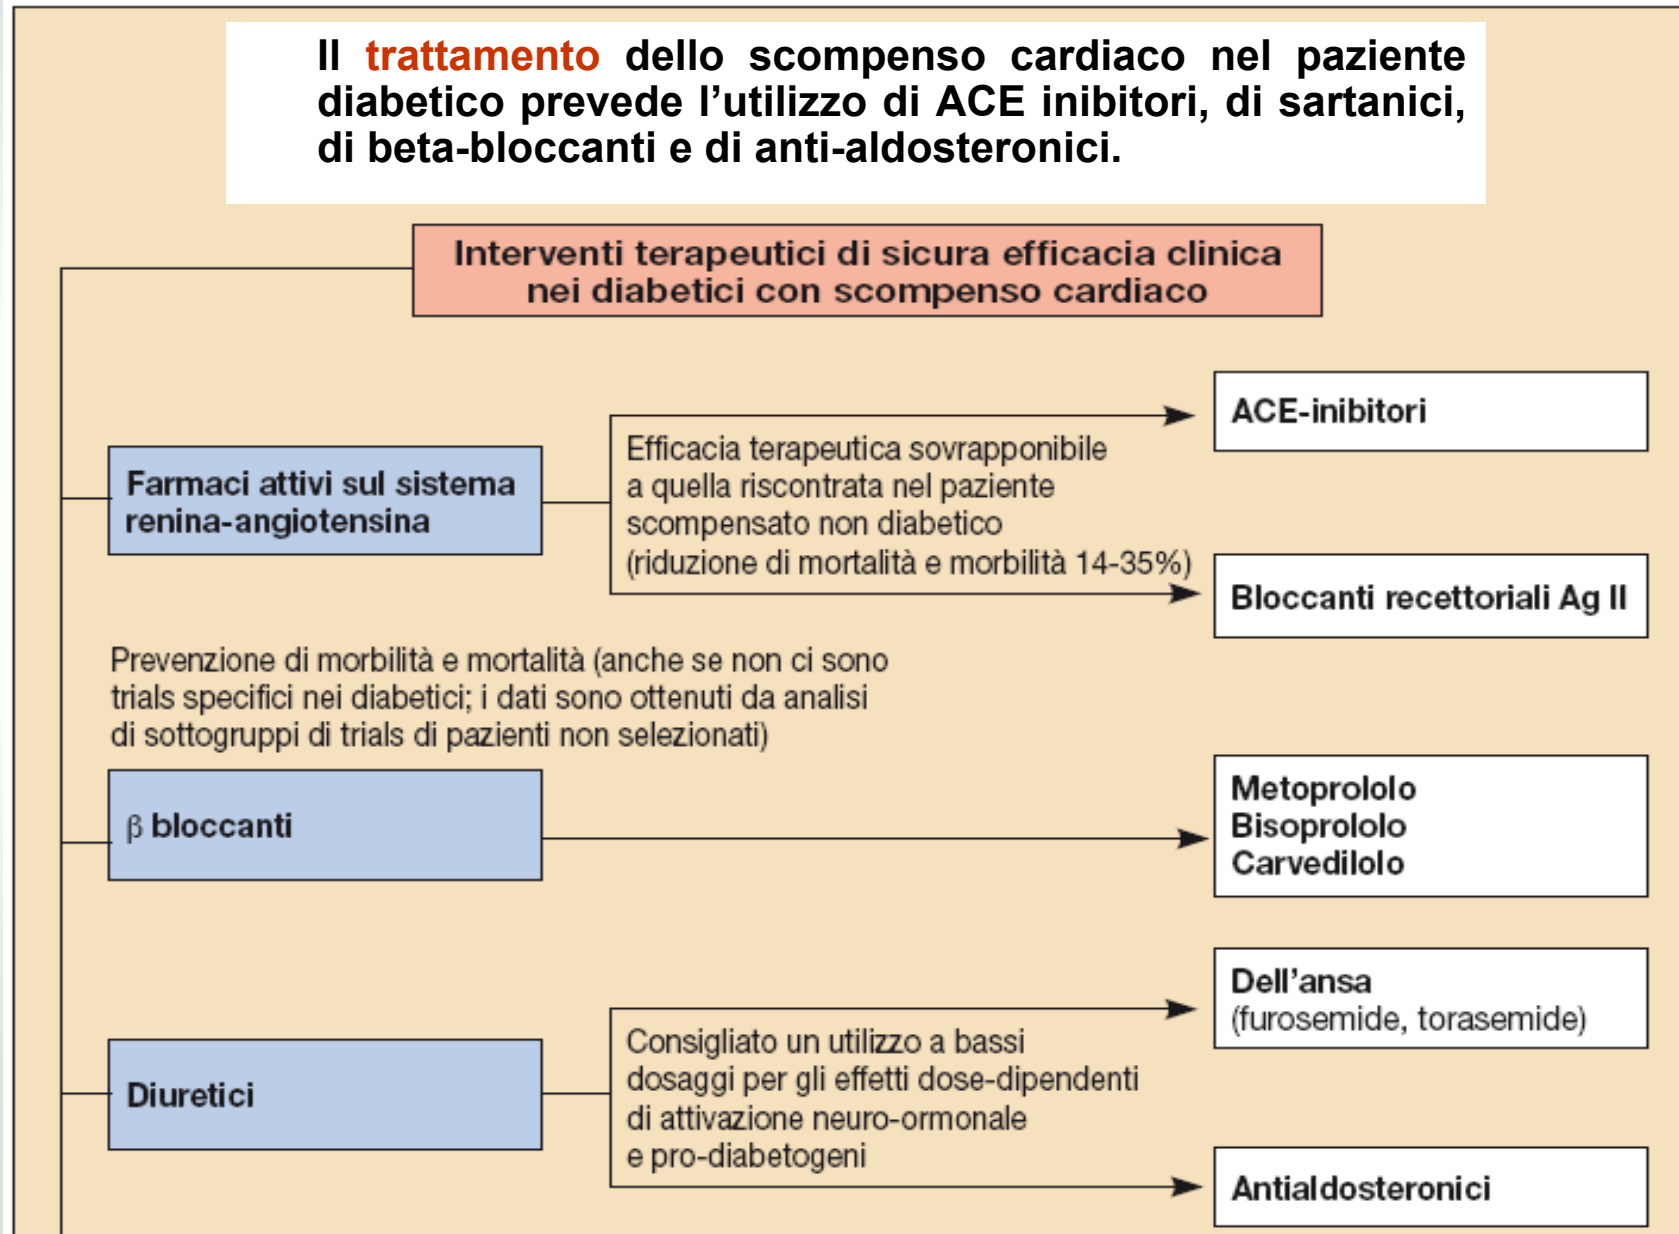 Il trattamento dello scompenso cardiaco nel paziente
diabetico prevede l’utilizzo di ACE inibitori, di sartanici,
di beta-bloccanti e di anti-aldosteronici.
Interventi terapeutici di sicura efficacia clinica
nei diabetici con scompenso cardiaco
Farmaci attivi sul sistema
renina-angiotensina
Efficacia terapeutica sovrapponibile
a quella riscontrata nel paziente
scompensato non diabetico
(riduzione di mortalità e morbilità 14-35%)
ACE-inibitori
Bloccanti recettoriali Ag II
Prevenzione di morbilità e mortalità (anche se non ci sono
trials specifici nei diabetici; i dati sono ottenuti da analisi
di sottogruppi di trials di pazienti non selezionati)
β bloccanti
Metoprololo
Bisoprololo
Carvedilolo
Diuretici
Consigliato un utilizzo a bassi
dosaggi per gli effetti dose-dipendenti
di attivazione neuro-ormonale
e pro-diabetogeni
Dell’ansa
(furosemide, torasemide)
Antialdosteronici